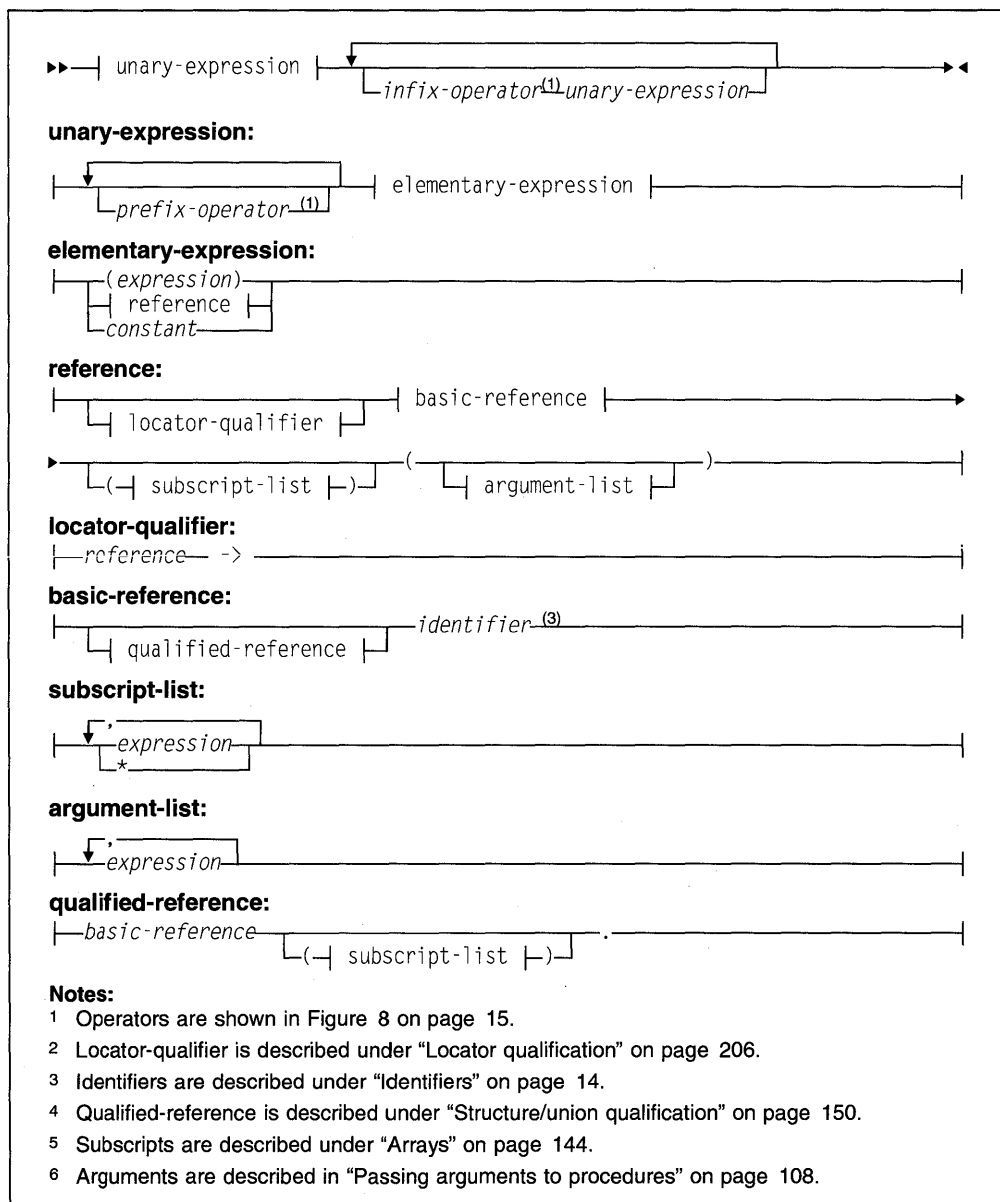 unary-expression
infix-operator(1) unary-expression
unary-expression:
prefix-operator (1) elementary-expression
elementary-expression:
(expression)
reference
constant
reference:
locator-qualifier basic-reference
( subscript-list ) ( argument-list )
locator-qualifier:
reference ->
basic-reference:
qualified-reference identifier (3)
subscript-list:
,
expression
*
argument-list:
,
expression
qualified-reference:
basic-reference ( subscript-list ) .
Notes:
1 Operators are shown in Figure 8 on page 15.
2 Locator-qualifier is described under “Locator qualification” on page 206.
3 Identifiers are described under “Identifiers” on page 14.
4 Qualified-reference is described under “Structure/union qualification” on page 150.
5 Subscripts are described under “Arrays” on page 144.
6 Arguments are described in “Passing arguments to procedures” on page 108.